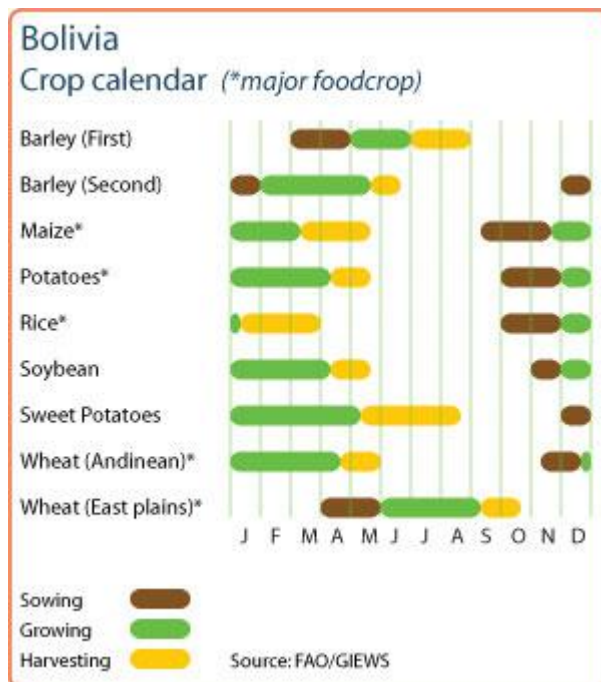 Bolivia
Crop calendar (*major foodcrop)
Barley (First)
Barley (Second)
Maize*
Potatoes*
Rice*
Soybean
Sweet Potatoes
Wheat (Andinean)*
Wheat (East plains)*
J F M A M J J A S O N D
Sowing
Growing
Harvesting Source: FAO/GIEWS